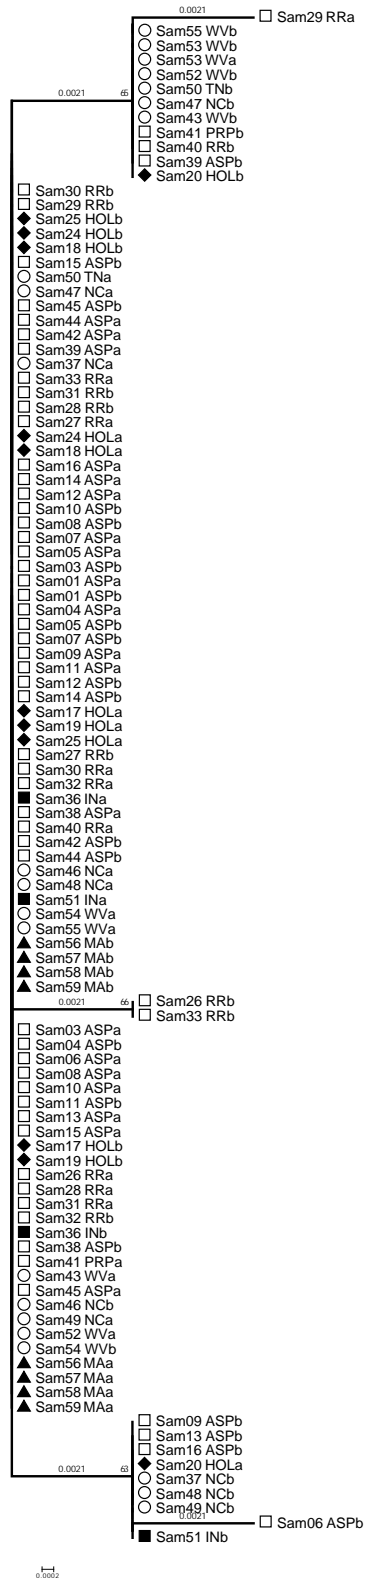 0.0021
Sam29 RRa
Sam55 WVb
Sam53 WVb
Sam53 WVa
Sam52 WVb
Sam50 TNb
0.0021
65
Sam47 NCb
Sam43 WVb
Sam41 PRPb
Sam40 RRb
Sam39 ASPb
Sam20 HOLb
Sam30 RRb
Sam29 RRb
Sam25 HOLb
Sam24 HOLb
Sam18 HOLb
Sam15 ASPb
Sam50 TNa
Sam47 NCa
Sam45 ASPb
Sam44 ASPa
Sam42 ASPa
Sam39 ASPa
Sam37 NCa
Sam33 RRa
Sam31 RRb
Sam28 RRb
Sam27 RRa
Sam24 HOLa
Sam18 HOLa
Sam16 ASPa
Sam14 ASPa
Sam12 ASPa
Sam10 ASPb
Sam08 ASPb
Sam07 ASPa
Sam05 ASPa
Sam03 ASPb
Sam01 ASPa
Sam01 ASPb
Sam04 ASPa
Sam05 ASPb
Sam07 ASPb
Sam09 ASPa
Sam11 ASPa
Sam12 ASPb
Sam14 ASPb
Sam17 HOLa
Sam19 HOLa
Sam25 HOLa
Sam27 RRb
Sam30 RRa
Sam32 RRa
Sam36 INa
Sam38 ASPa
Sam40 RRa
Sam42 ASPb
Sam44 ASPb
Sam46 NCa
Sam48 NCa
Sam51 INa
Sam54 WVa
Sam55 WVa
Sam56 MAb
Sam57 MAb
Sam58 MAb
Sam59 MAb
0.0021
66
Sam26 RRb
Sam33 RRb
Sam03 ASPa
Sam04 ASPb
Sam06 ASPa
Sam08 ASPa
Sam10 ASPa
Sam11 ASPb
Sam13 ASPa
Sam15 ASPa
Sam17 HOLb
Sam19 HOLb
Sam26 RRa
Sam28 RRa
Sam31 RRa
Sam32 RRb
Sam36 INb
Sam38 ASPb
Sam41 PRPa
Sam43 WVa
Sam45 ASPa
Sam46 NCb
Sam49 NCa
Sam52 WVa
Sam54 WVb
Sam56 MAa
Sam57 MAa
Sam58 MAa
Sam59 MAa
Sam09 ASPb
Sam13 ASPb
Sam16 ASPb
Sam20 HOLa
0.0021
63
Sam37 NCb
Sam48 NCb
Sam49 NCb
0.0021
Sam06 ASPb
Sam51 INb
0.0002